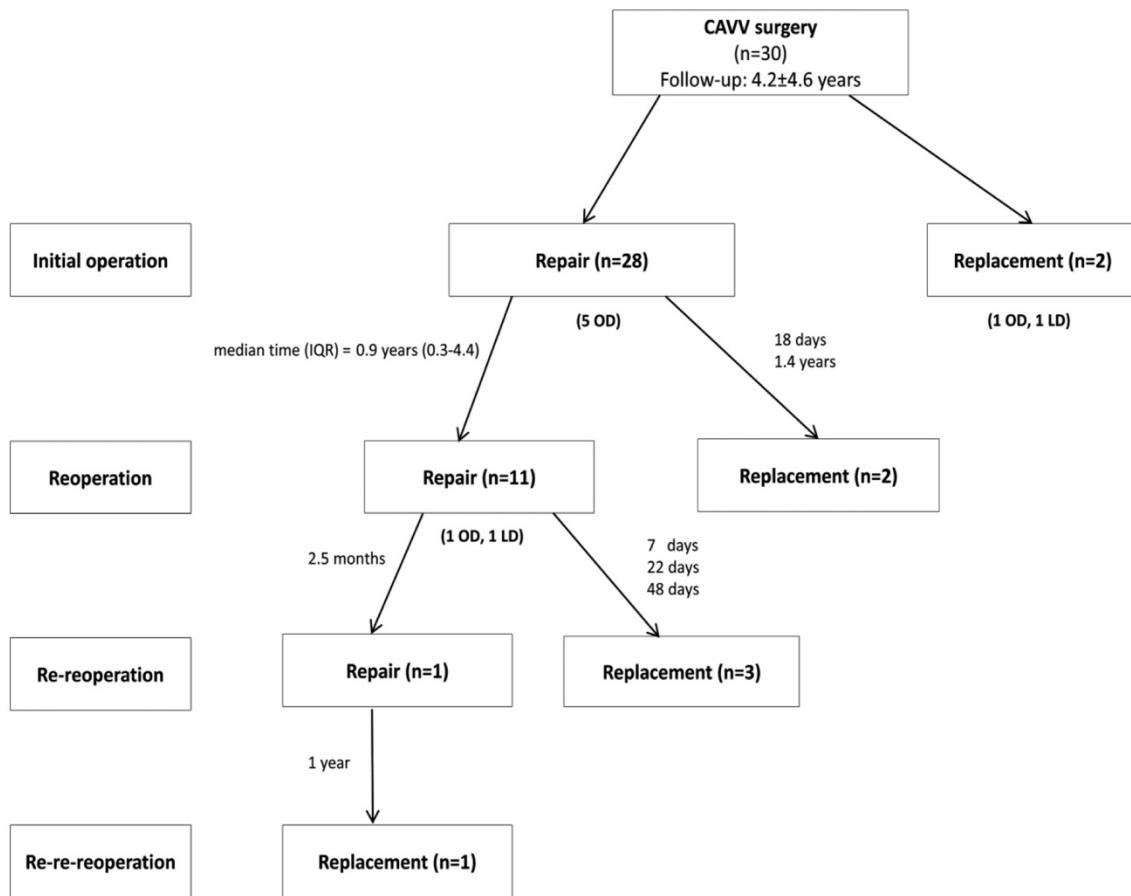 CAVV surgery
(n=30)
Follow-up: 4.2±4.6 years
Initial operation
Repair (n=28)
Replacement (n=2)
(5 OD)
(1 OD, 1 LD)
median time (IQR) = 0.9 years (0.3-4.4)
18 days
1.4 years
Reoperation
Repair (n=11)
Replacement (n=2)
(1 OD, 1 LD)
2.5 months
7 days
22 days
48 days
Re-reoperation
Repair (n=1)
Replacement (n=3)
1 year
Re-re-reoperation
Replacement (n=1)